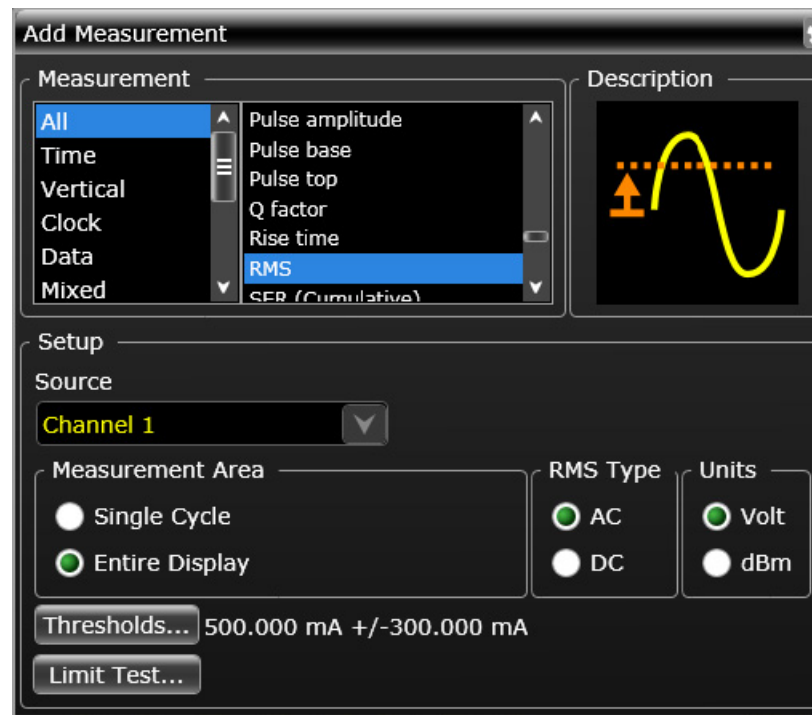 Add Measurement
Measurement
Description
All
Time
Vertical
Clock
Data
Mixed
Pulse amplitude
Pulse base
Pulse top
Q factor
Rise time
RMS
SER (Cumulative)
Setup
Source
Channel 1
Measurement Area
Single Cycle
Entire Display
RMS Type
AC
DC
Units
Volt
dBm
Thresholds... 500.000 mA +/-300.000 mA
Limit Test...